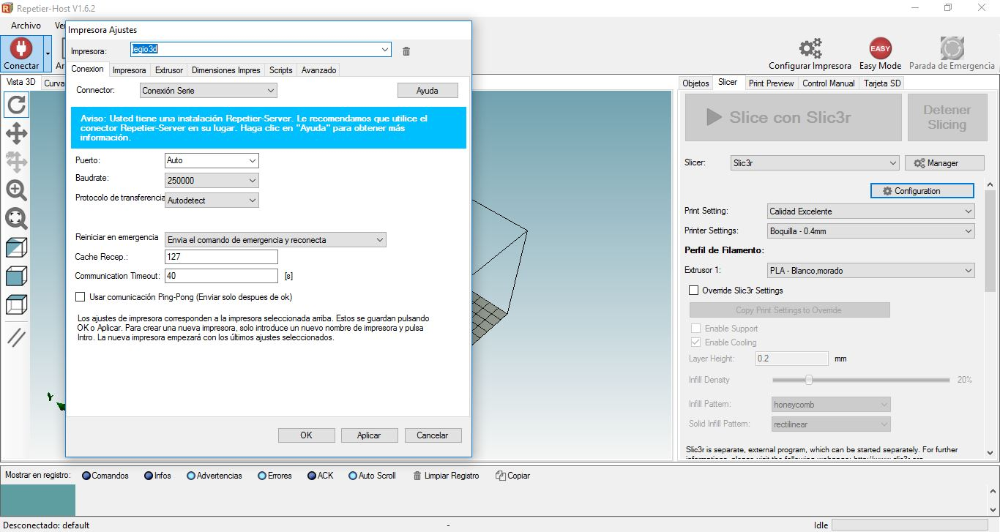 Repetier-Host V1.6.2
Archivo
Impresora Ajustes
Impresora:
legio3d
Conectar
Configurar Impresora
EASY
Easy Mode
Parada de Emergencia
Conexion
Impresora
Extrusor
Dimensiones Impres
Scripts
Avanzado
Vista 3D
Curva
Connector:
Conexión Serie
Ayuda
Aviso: Usted tiene una instalación Repetier-Server. Le recomendamos que utilice el
conector Repetier-Server en su lugar. Haga clic en "Ayuda" para obtener más
información.
Puerto:
Auto
Baudrate:
250000
Protocolo de transferencia
Autodetect
Reiniciar en emergencia
Envia el comando de emergencia y reconecta
Cache Recep.:
127
Communication Timeout:
40
[s]
Usar comunicación Ping-Pong (Enviar solo despues de ok)
Los ajustes de impresora corresponden a la impresora seleccionada arriba. Estos se guardan pulsando
OK o Aplicar. Para crear una nueva impresora, solo introduce un nuevo nombre de impresora y pulsa
Intro. La nueva impresora empezará con los últimos ajustes seleccionados.
OK
Aplicar
Cancelar
Objetos
Slicer
Print Preview
Control Manual
Tarjeta SD
Slice con Slic3r
Detener
Slicing
Slicer:
Slic3r
Manager
Configuration
Print Setting:
Calidad Excelente
Printer Settings:
Boquilla - 0.4mm
Perfil de Filamento:
Extrusor 1:
PLA - Blanco,morado
Override Slic3r Settings
Copy Print Settings to Override
Enable Support
Enable Cooling
Layer Height:
0.2
mm
Infill Density
20%
Infill Pattern:
honeycomb
Solid Infill Pattern:
rectilinear
Slic3r is separate, external program, which can be started separately. For further
Mostrar en registro:
Comandos
Infos
Advertencias
Errores
ACK
Auto Scroll
Limpiar Registro
Copiar
Desconectado: default
-
Idle